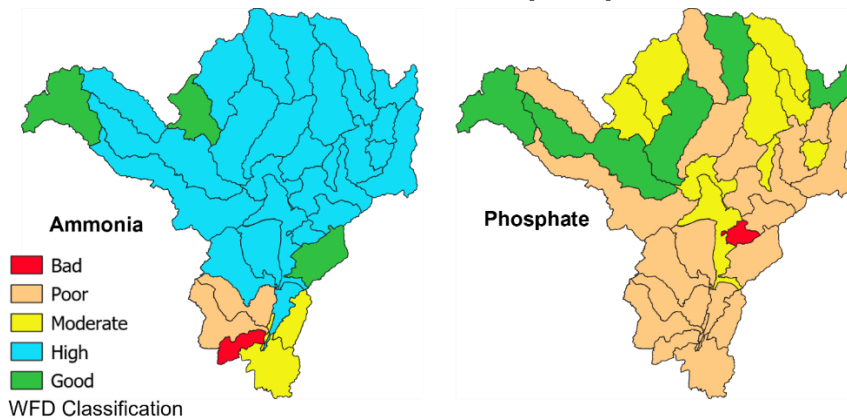 Ammonia
Phosphate
Bad
Poor
Moderate
High
Good
WFD Classification